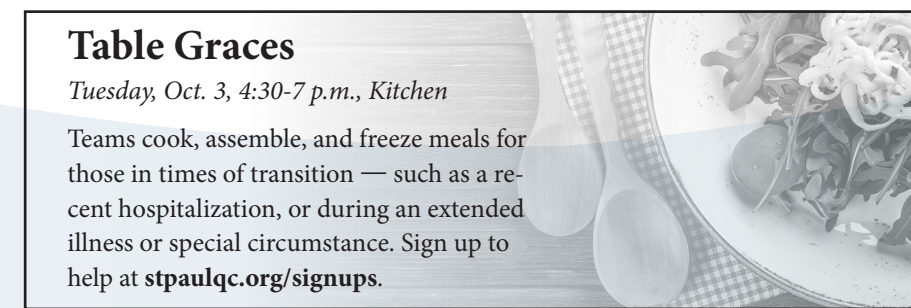 Table Graces
Tuesday, Oct. 3, 4:30-7 p.m., Kitchen
Teams cook, assemble, and freeze meals for
those in times of transition — such as a re-
cent hospitalization, or during an extended
illness or special circumstance. Sign up to
help at stpaulqc.org/signups.